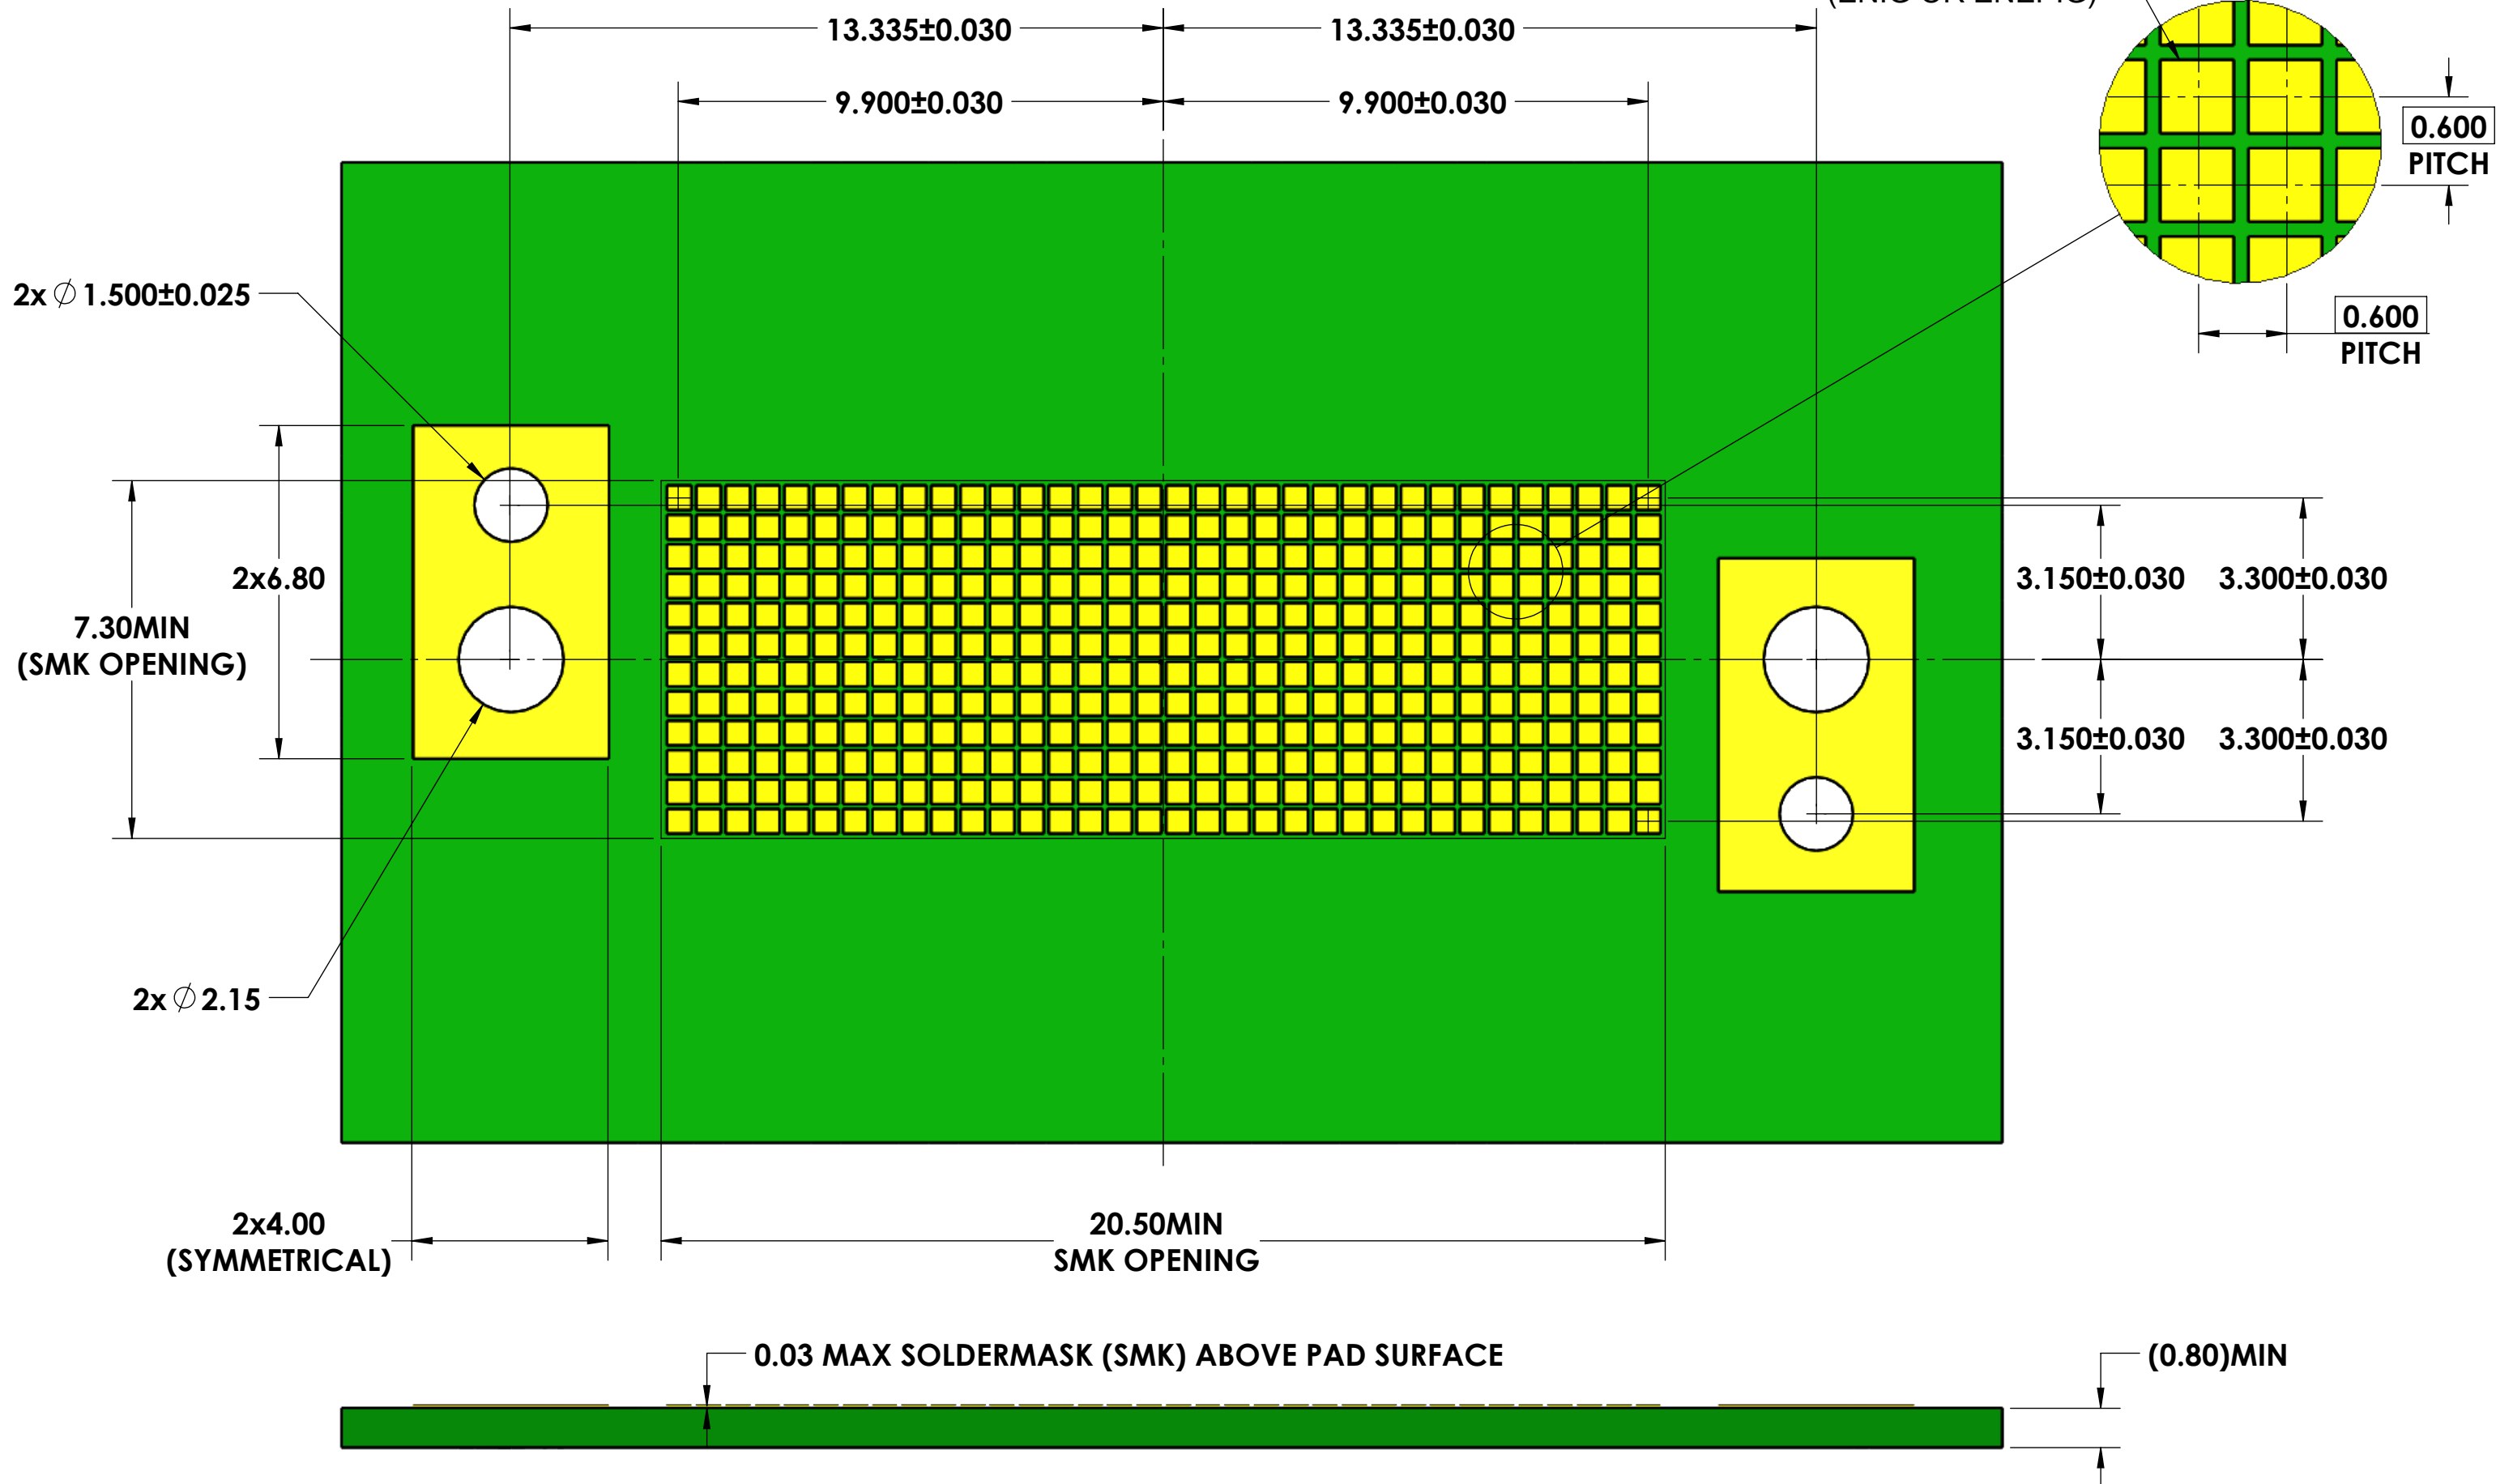 13.335±0.030
13.335±0.030
9.900±0.030
9.900±0.030
0.600
PITCH
2x ∅ 1.500±0.025
0.600
PITCH
2x6.80
3.150±0.030
3.300±0.030
7.30MIN
(SMK OPENING)
3.150±0.030
3.300±0.030
2x ∅ 2.15
2x4.00
(SYMMETRICAL)
20.50MIN
SMK OPENING
0.03 MAX SOLDERMASK (SMK) ABOVE PAD SURFACE
(0.80)MIN